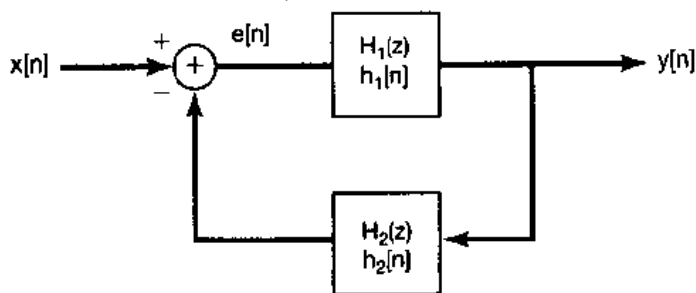 +
e[n]
H₁(z)
h₁[n]
x[n]
+
y[n]
−
H₂(z)
h₂[n]